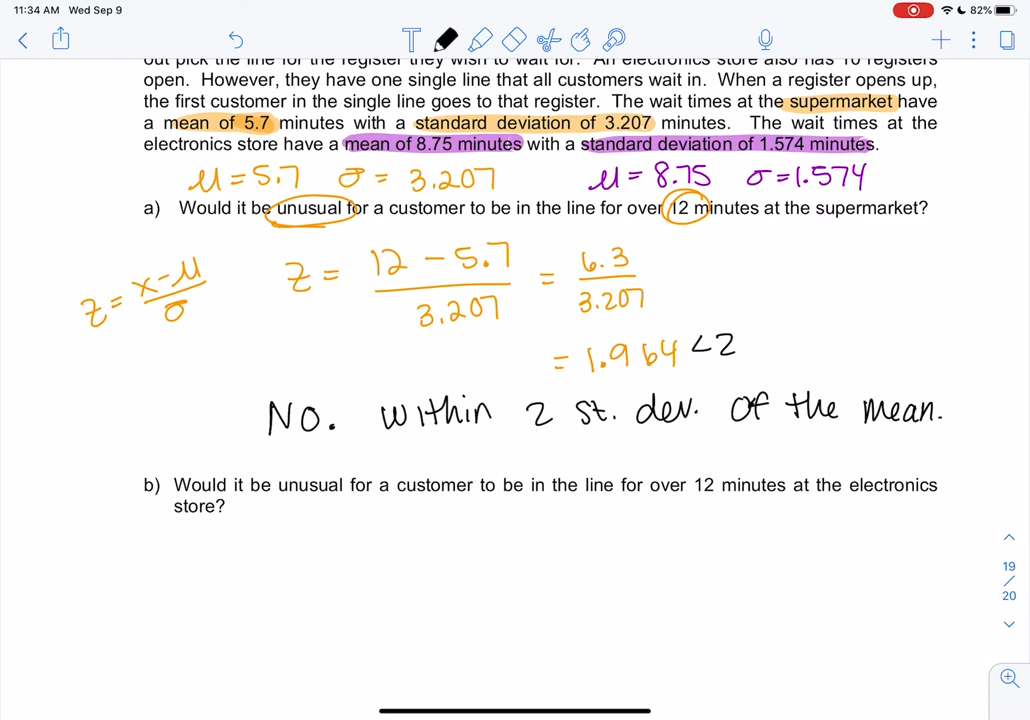 11:34 AM Wed Sep 9
82%
T
out pick the line for the register they wish to wait for. An electronics store also has 10 registers
open. However, they have one single line that all customers wait in. When a register opens up,
the first customer in the single line goes to that register. The wait times at the supermarket have
a mean of 5.7 minutes with a standard deviation of 3.207 minutes. The wait times at the
electronics store have a mean of 8.75 minutes with a standard deviation of 1.574 minutes.
μ = 5.7 σ = 3.207 μ = 8.75 σ = 1.574
a) Would it be unusual for a customer to be in the line for over 12 minutes at the supermarket?
z = x - μ / σ z = 12 - 5.7 / 3.207 = 6.3 / 3.207
= 1.964 < 2
NO. within 2 st. dev. of the mean.
b) Would it be unusual for a customer to be in the line for over 12 minutes at the electronics
store?
19
/
20